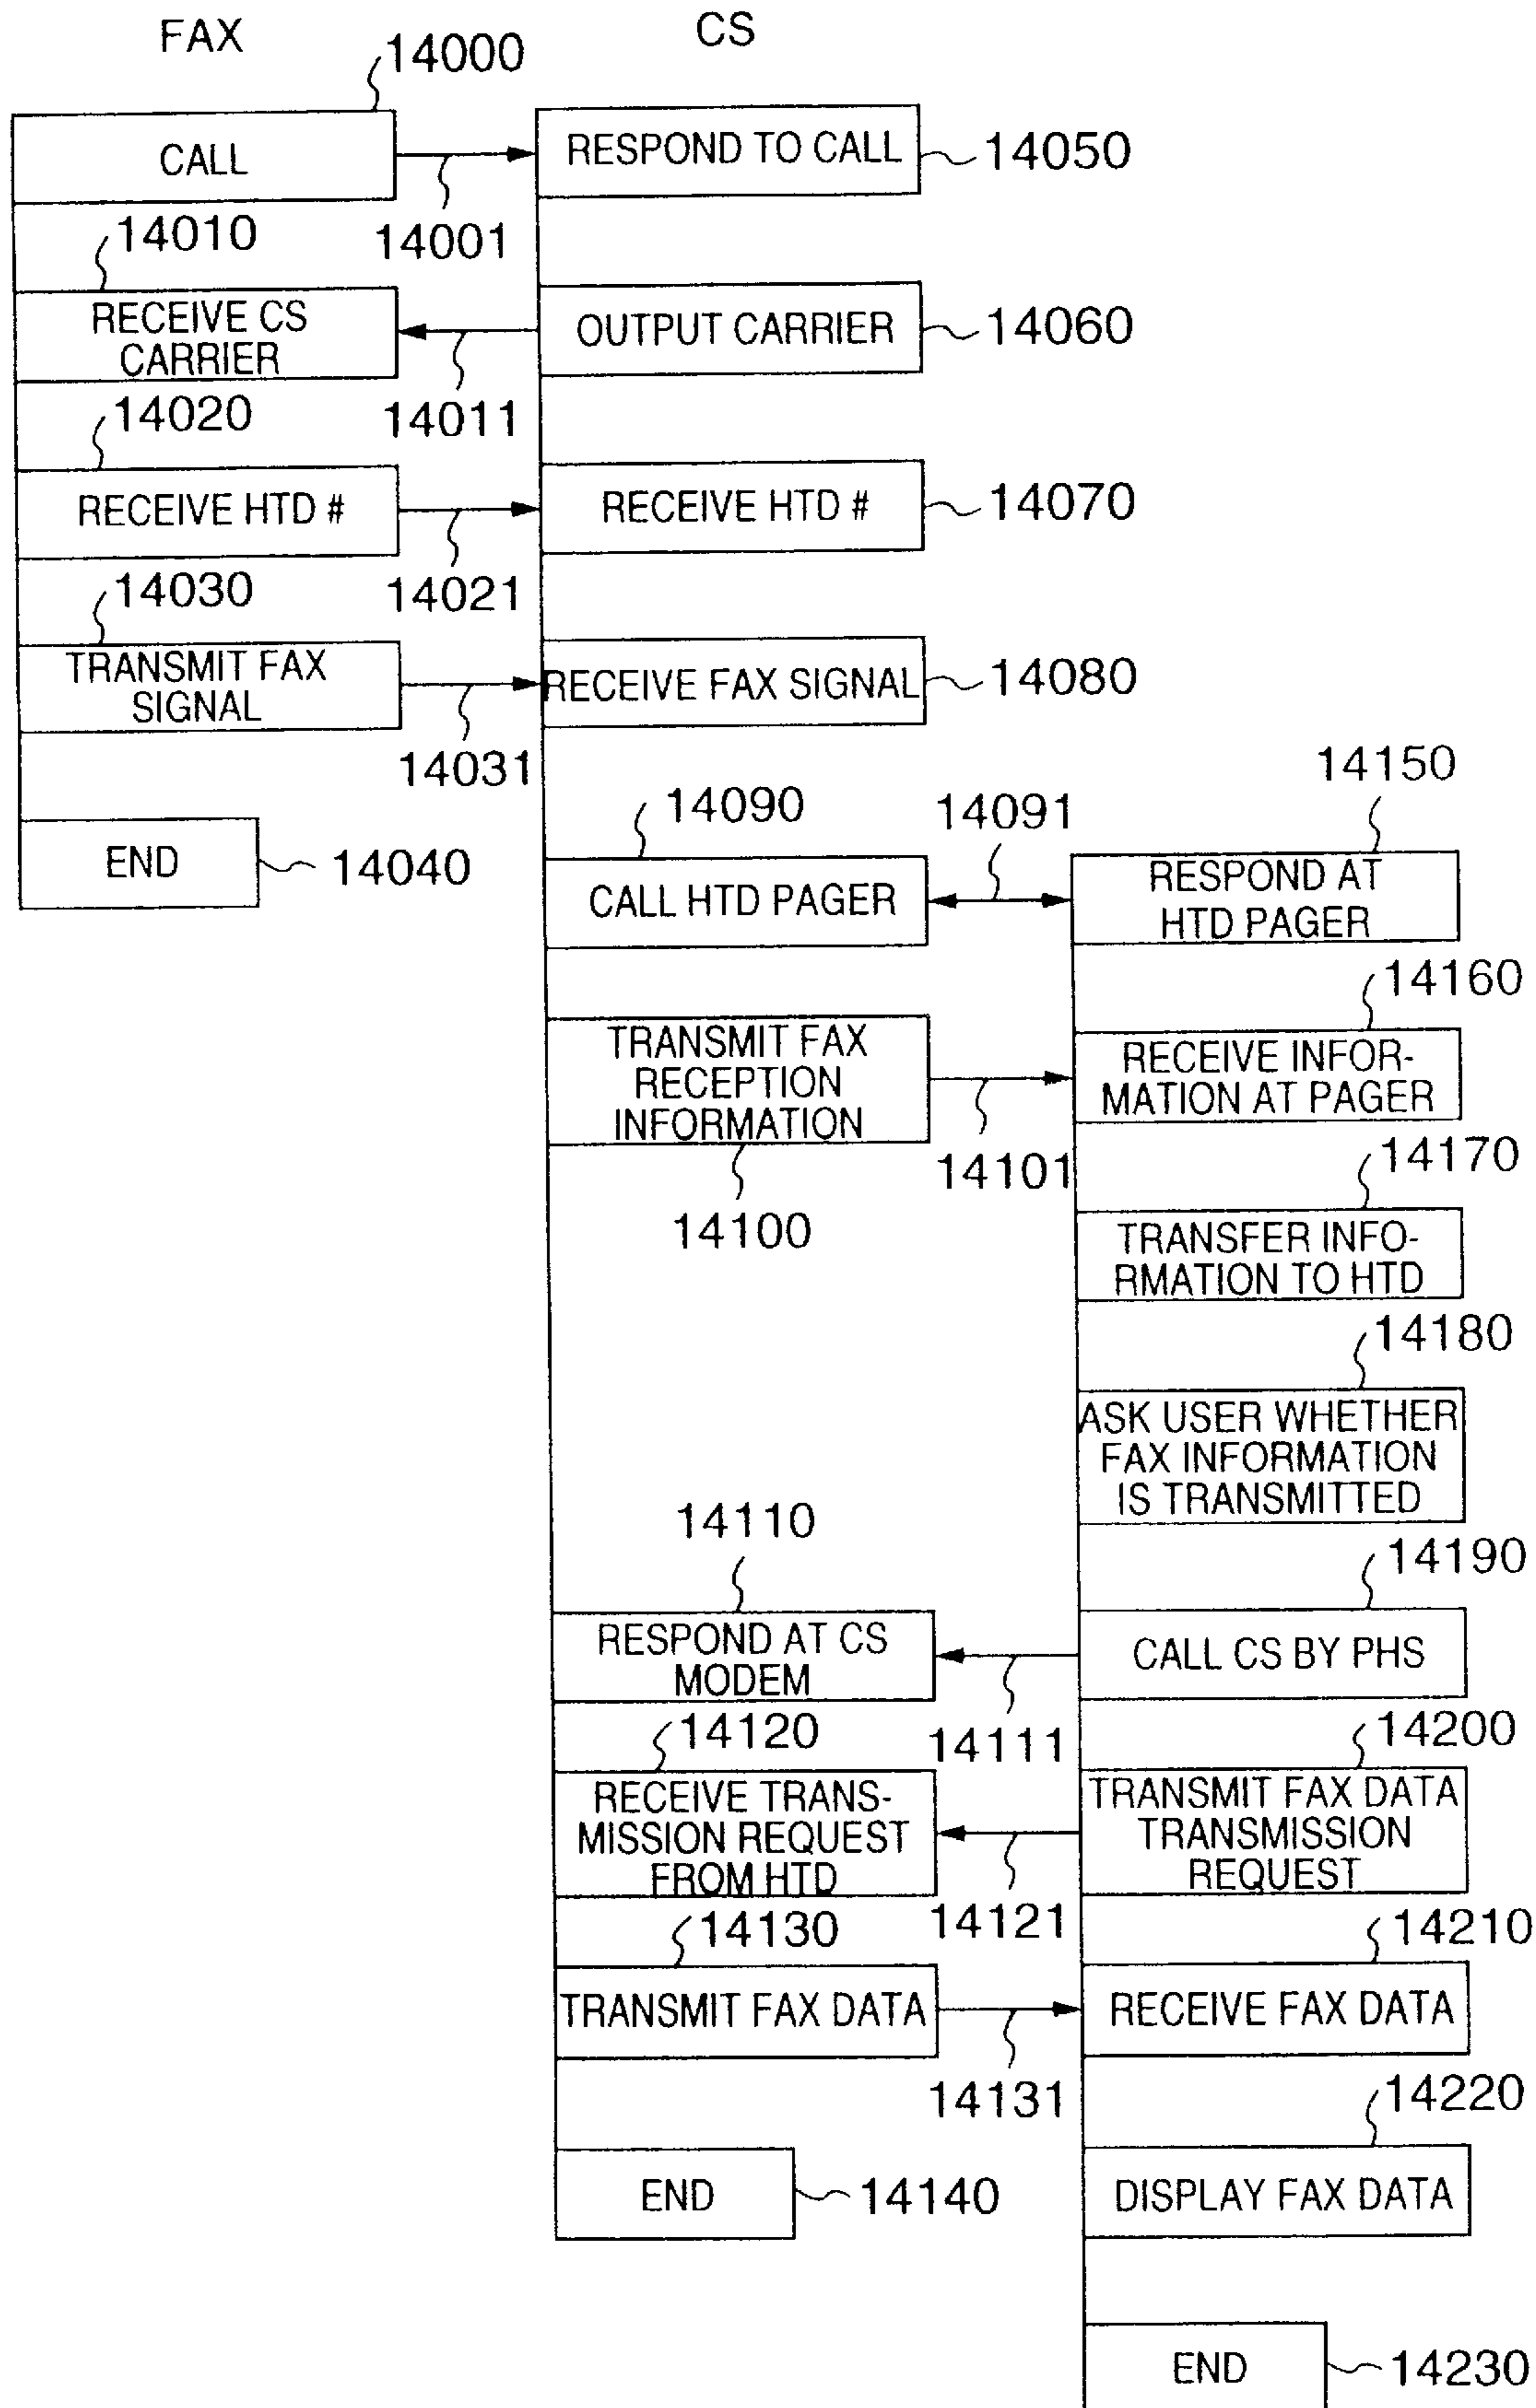 FAX
CS
14000
CALL
RESPOND TO CALL
14050
14001
14010
RECEIVE CS
CARRIER
OUTPUT CARRIER
14060
14011
14020
RECEIVE HTD #
RECEIVE HTD #
14070
14021
14030
TRANSMIT FAX
SIGNAL
RECEIVE FAX SIGNAL
14080
14031
END
14040
14090
14091
14150
CALL HTD PAGER
RESPOND AT
HTD PAGER
14160
TRANSMIT FAX
RECEPTION
INFORMATION
RECEIVE INFOR-
MATION AT PAGER
14101
14100
14170
TRANSFER INFO-
RMATION TO HTD
14180
ASK USER WHETHER
FAX INFORMATION
IS TRANSMITTED
14110
14190
RESPOND AT CS
MODEM
CALL CS BY PHS
14111
14120
14200
RECEIVE TRANS-
MISSION REQUEST
FROM HTD
TRANSMIT FAX DATA
TRANSMISSION
REQUEST
14121
14130
14210
TRANSMIT FAX DATA
RECEIVE FAX DATA
14131
14220
END
14140
DISPLAY FAX DATA
END
14230